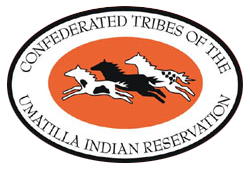 CONFEDERATED TRIBES OF THE
UMATILLA INDIAN RESERVATION